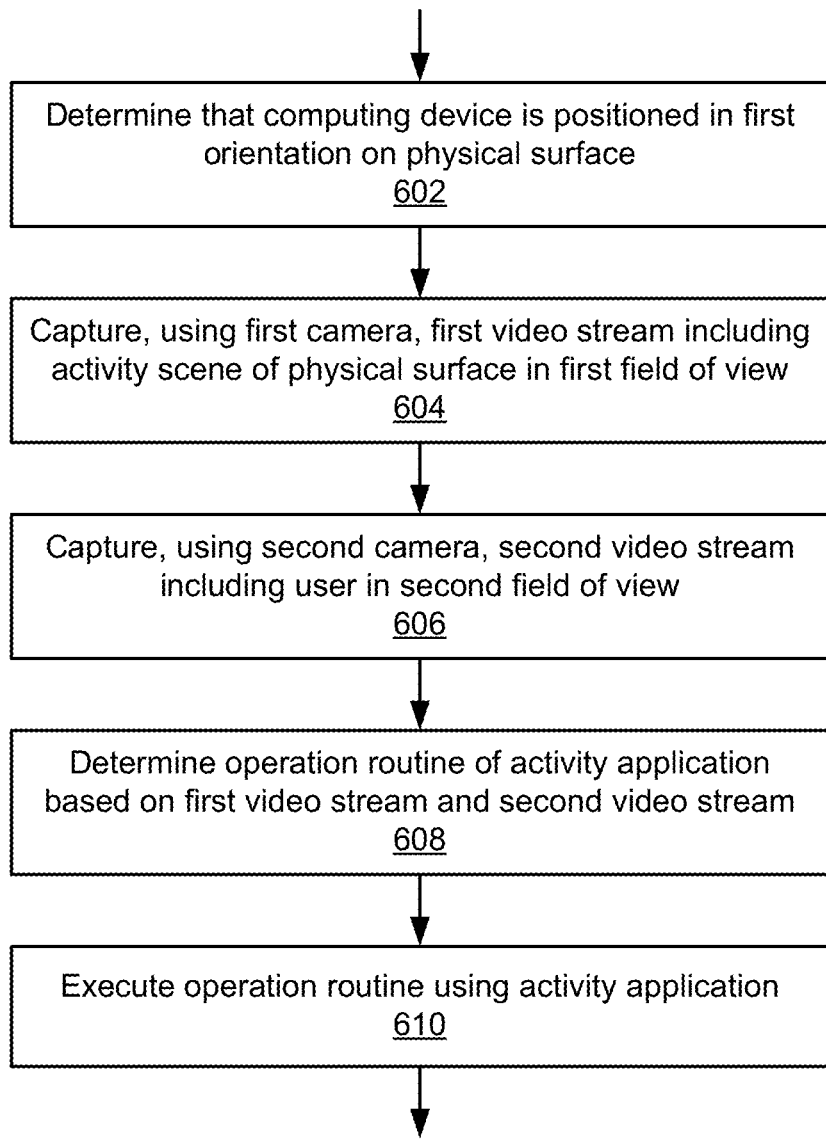 Determine that computing device is positioned in first
orientation on physical surface
602
Capture, using first camera, first video stream including
activity scene of physical surface in first field of view
604
Capture, using second camera, second video stream
including user in second field of view
606
Determine operation routine of activity application
based on first video stream and second video stream
608
Execute operation routine using activity application
610